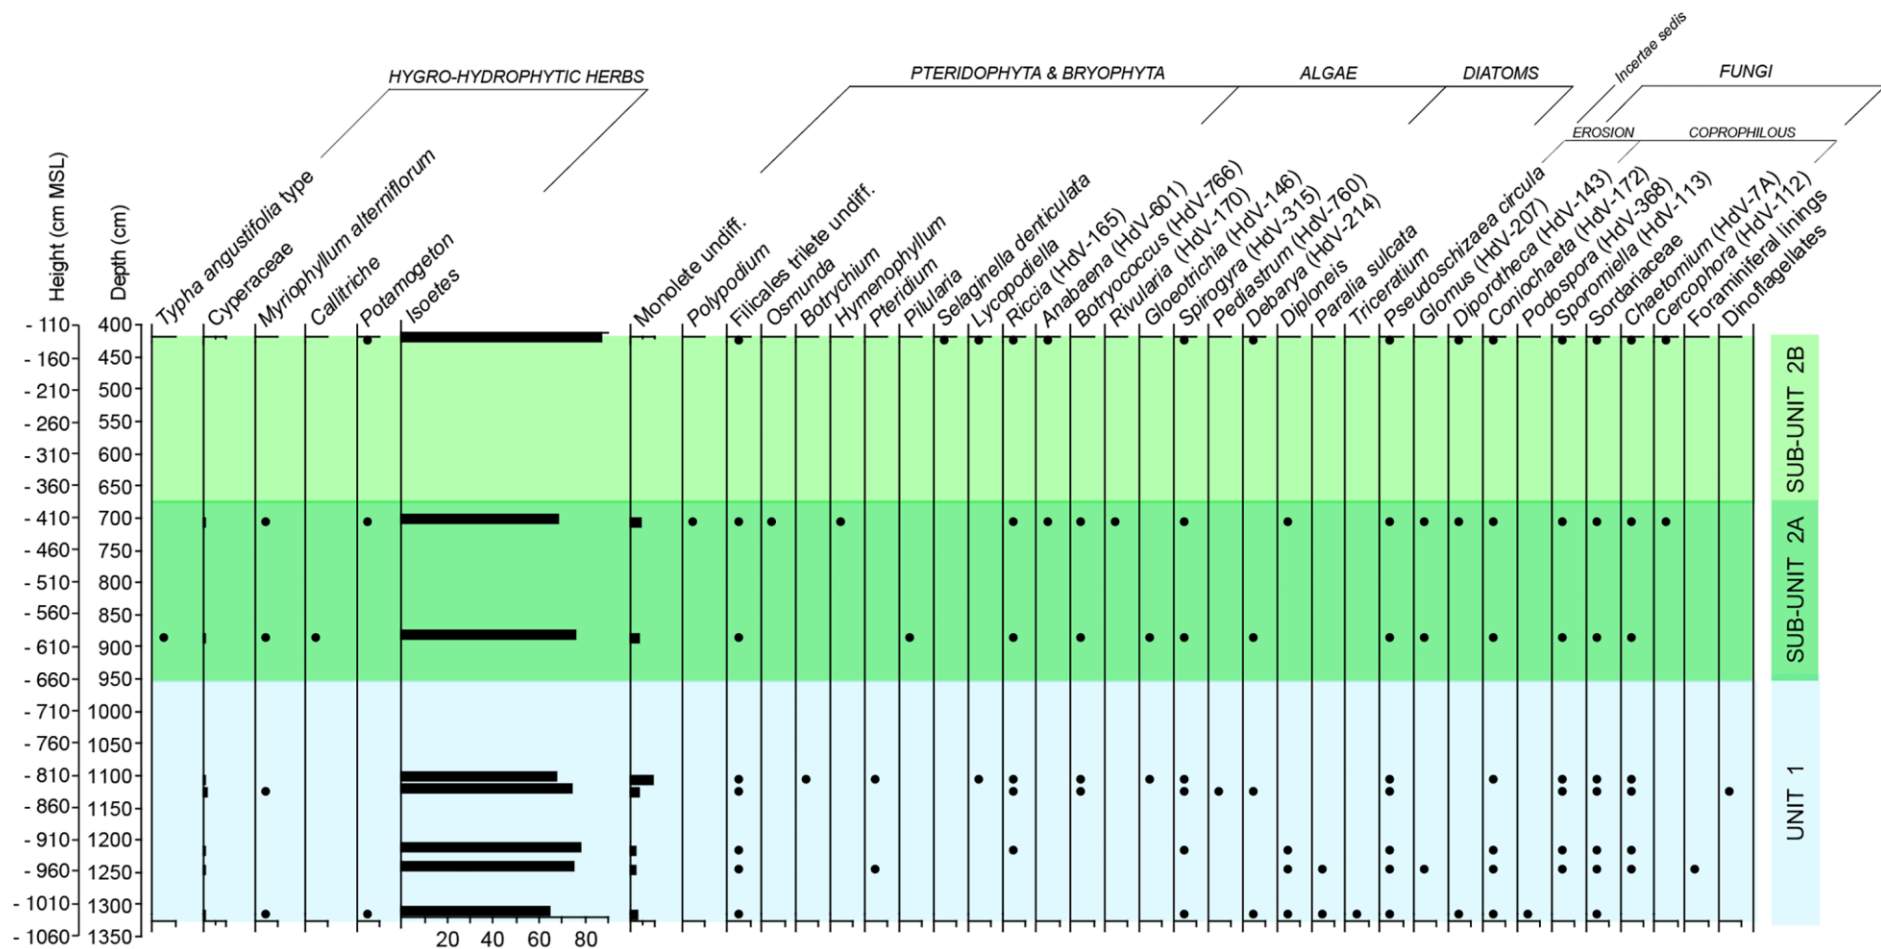 HYGRO-HYDROPHYTIC HERBS
PTERIDOPHYTA & BRYOPHYTA
ALGAE
DIATOMS
Incertae sedis
FUNGI
EROSION
COPROPHILOUS
Height (cm MSL)
Depth (cm)
Typha angustifolia type
Cyperaceae
Myriophyllum alterniflorum
Callitriche
Potamogeton
Isoetes
Monolete undiff.
Polypodium
Filicales trilete undiff.
Osmunda
Botrychium
Hymenophyllum
Pteridium
Pilularia
Selaginella denticulata
Lycopodiella
Riccia (HdV-165)
Anabaena (HdV-601)
Botryococcus (HdV-766)
Rivularia (HdV-170)
Gloeotrichia (HdV-146)
Spirogyra (HdV-315)
Pediastrum (HdV-760)
Debarya (HdV-214)
Diploneis
Paralia sulcata
Triceratium
Pseudoschizaea circula
Glomus (HdV-207)
Diporotheca (HdV-143)
Coniochaeta (HdV-172)
Podospora (HdV-368)
Sporormiella (HdV-113)
Sordariaceae
Chaetomium (HdV-7A)
Cercophora (HdV-112)
Foraminiferal linings
Dinoflagellates
- 110 400
- 160 450
- 210 500
- 260 550
- 310 600
- 360 650
- 410 700
- 460 750
- 510 800
- 560 850
- 610 900
- 660 950
- 710 1000
- 760 1050
- 810 1100
- 860 1150
- 910 1200
- 960 1250
- 1010 1300
- 1060 1350
20 40 60 80
SUB-UNIT 2B
SUB-UNIT 2A
UNIT 1